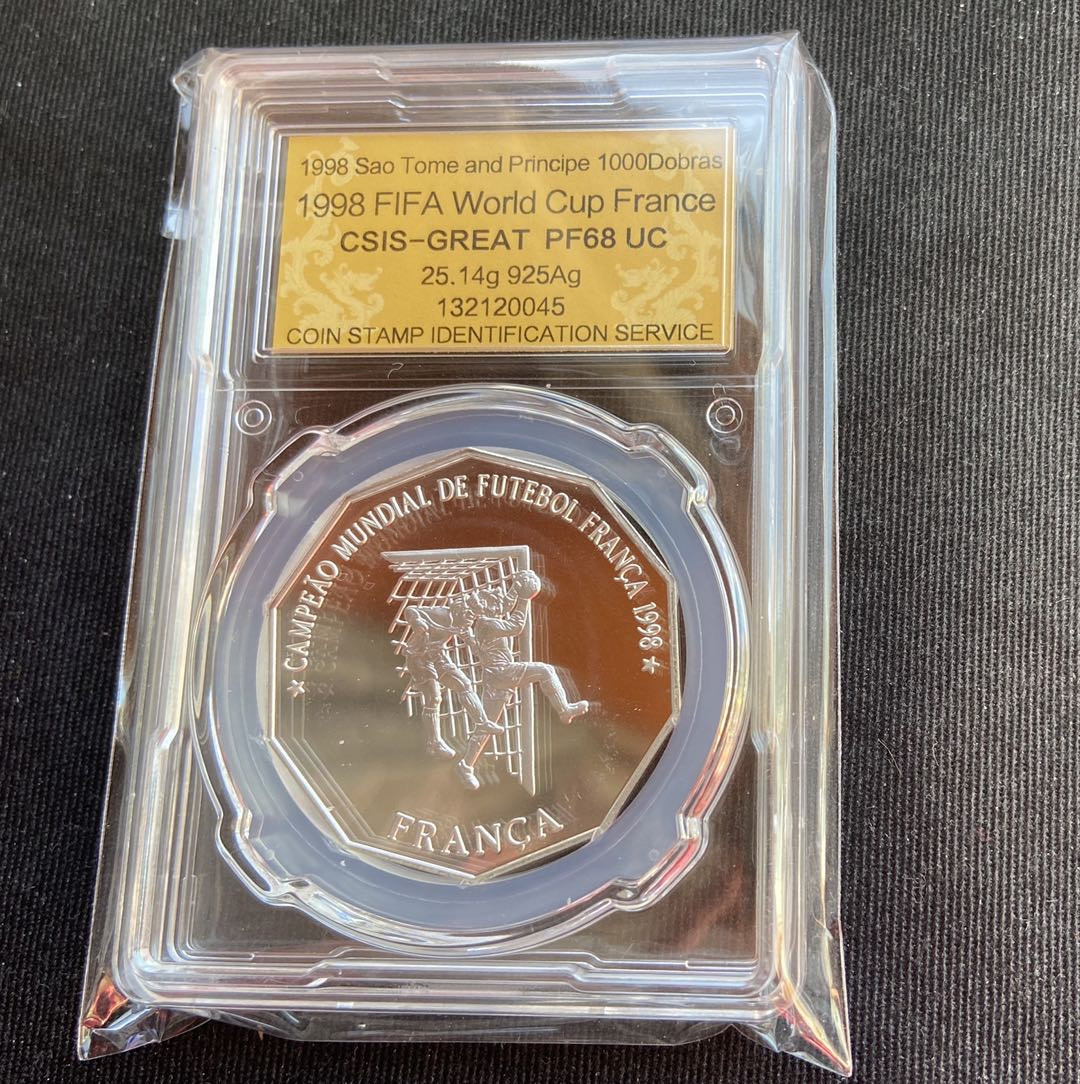 1998 Sao Tome and Principe 1000Dobras
1998 FIFA World Cup France
CSIS-GREAT PF68 UC
25.14g 925Ag
132120045
COIN STAMP IDENTIFICATION SERVICE
★ CAMPEÃO MUNDIAL DE FUTEBOL FRANÇA 1998 ★
FRANÇA